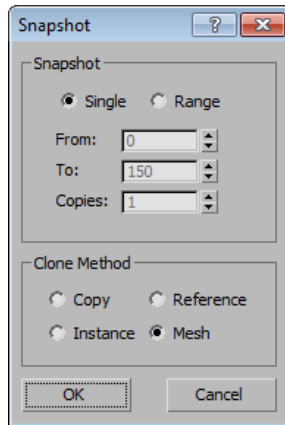 Snapshot
Snapshot
Single Range
From: 0
To: 150
Copies: 1
Clone Method
Copy Reference
Instance Mesh
OK Cancel